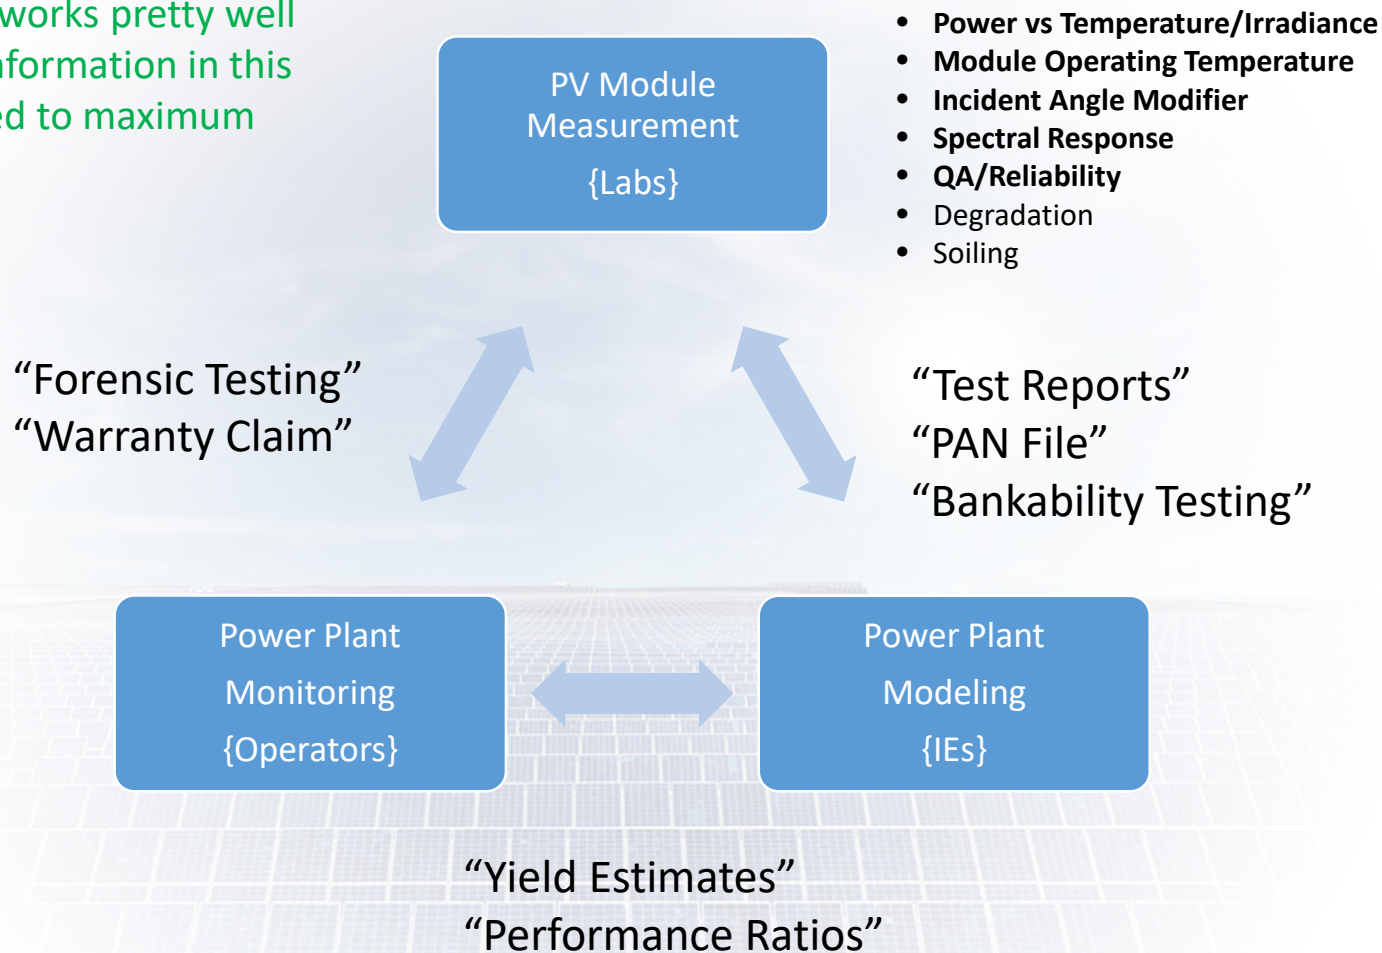 works pretty well
nformation in this
ed to maximum
PV Module
Measurement
{Labs}
• Power vs Temperature/Irradiance
• Module Operating Temperature
• Incident Angle Modifier
• Spectral Response
• QA/Reliability
• Degradation
• Soiling
“Forensic Testing”
“Warranty Claim”
“Test Reports”
“PAN File”
“Bankability Testing”
Power Plant
Monitoring
{Operators}
Power Plant
Modeling
{IEs}
“Yield Estimates”
“Performance Ratios”